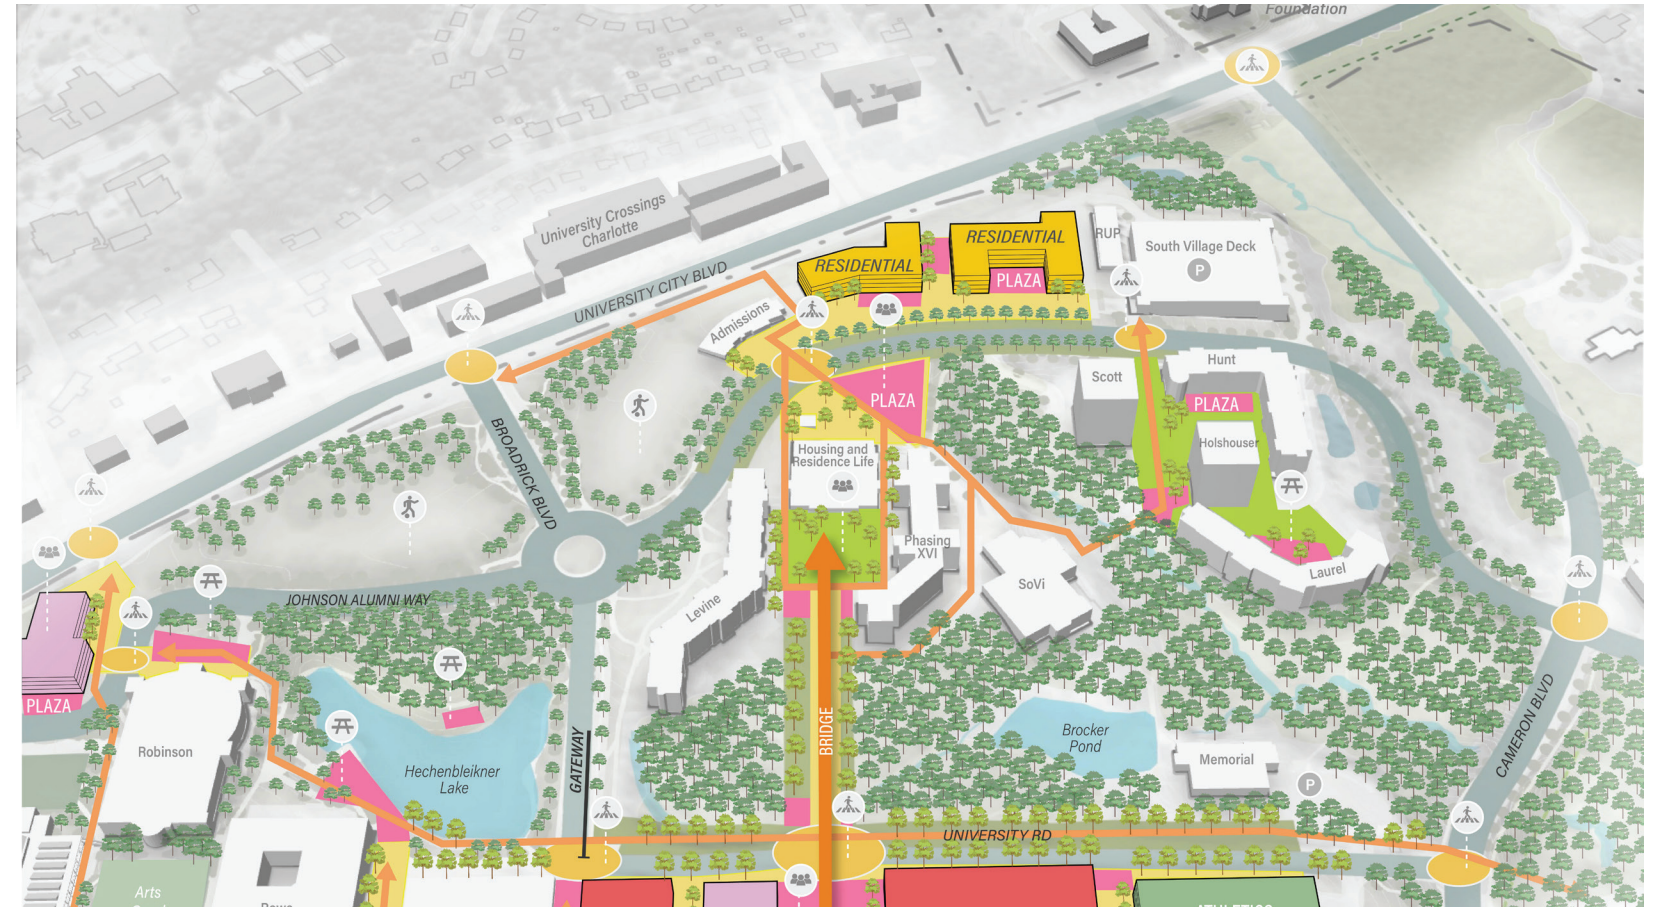 Foundation
University Crossings
Charlotte
UNIVERSITY CITY BLVD
RESIDENTIAL
RESIDENTIAL
PLAZA
RUP
South Village Deck
P
Admissions
Scott
Hunt
PLAZA
PLAZA
Holshouser
BROADRICK BLVD
Housing and
Residence Life
Phasing
XVI
SoVi
Laurel
Levine
JOHNSON ALUMNI WAY
PLAZA
Robinson
Hechenbleikner
Lake
GATEWAY
BRIDGE
Brocker
Pond
Memorial
P
CAMERON BLVD
UNIVERSITY RD
Arts
ATHLETICS